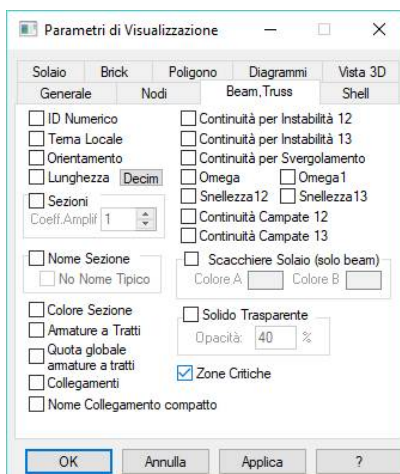 Parametri di Visualizzazione
Solaio Brick Poligono Diagrammi Vista 3D
Generale Nodi Beam,Truss Shell
ID Numerico
Terna Locale
Orientamento
Lunghezza Decim
Sezioni
Coeff.Amplif 1
Nome Sezione
No Nome Tipico
Colore Sezione
Armature a Tratti
Quota globale
armature a tratti
Collegamenti
Nome Collegamento compatto
Continuità per Instabilità 12
Continuità per Instabilità 13
Continuità per Svergolamento
Omega Omega1
Snellezza12 Snellezza13
Continuità Campate 12
Continuità Campate 13
Scacchiere Solaio (solo beam)
Colore A Colore B
Solido Trasparente
Opacità: 40 %
Zone Critiche
OK Annulla Applica ?